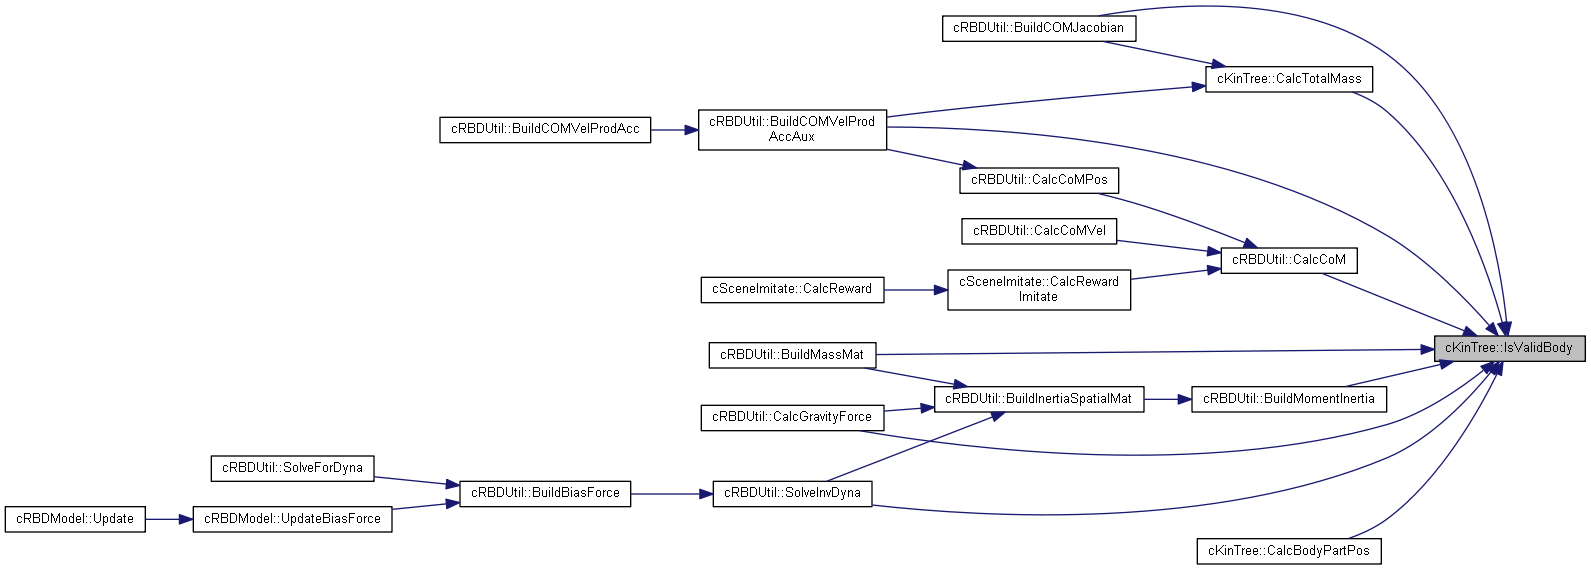 cRBDUtil::BuildCOMJacobian
cKinTree::CalcTotalMass
cRBDUtil::BuildCOMVelProd
AccAux
cRBDUtil::BuildCOMVelProdAcc
cRBDUtil::CalcCoMPos
cRBDUtil::CalcCoMVel
cRBDUtil::CalcCoM
cSceneImitate::CalcReward
Imitate
cSceneImitate::CalcReward
cKinTree::IsValidBody
cRBDUtil::BuildMassMat
cRBDUtil::BuildInertiaSpatialMat
cRBDUtil::BuildMomentInertia
cRBDUtil::CalcGravityForce
cRBDUtil::SolveForDyna
cRBDUtil::BuildBiasForce
cRBDUtil::SolveInvDyna
cRBDModel::Update
cRBDModel::UpdateBiasForce
cKinTree::CalcBodyPartPos